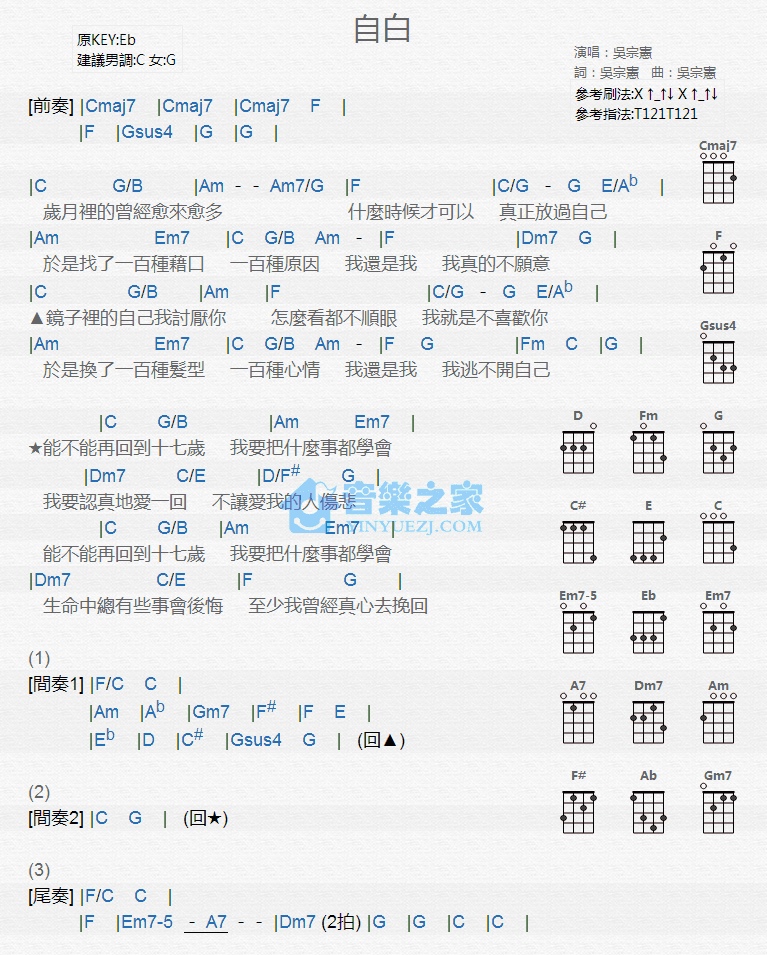 自白
原KEY:Eb
建議男調:C 女:G
演唱：吳宗憲
詞：吳宗憲 曲：吳宗憲
參考刷法:X ↑_↑↓ X ↑_↑↓
參考指法:T121T121
[前奏] |Cmaj7 |Cmaj7 |Cmaj7 F |
|F |Gsus4 |G |G |
|C G/B |Am - - Am7/G |F |C/G - G E/Ab |
歲月裡的曾經愈來愈多 什麼時候才可以 真正放過自己
|Am Em7 |C G/B Am - |F |Dm7 G |
於是找了一百種藉口 一百種原因 我還是我 我真的不願意
|C G/B |Am |F |C/G - G E/Ab |
▲鏡子裡的自己我討厭你 怎麼看都不順眼 我就是不喜歡你
|Am Em7 |C G/B Am - |F G |Fm C |G |
於是換了一百種髮型 一百種心情 我還是我 我逃不開自己
|C G/B |Am Em7 |
★能不能再回到十七歲 我要把什麼事都學會
|Dm7 C/E |D/F# G |
我要認真地愛一回 不讓愛我的人傷悲
|C G/B |Am Em7 |
能不能再回到十七歲 我要把什麼事都學會
|Dm7 C/E |F G |
生命中總有些事會後悔 至少我曾經真心去挽回
(1)
[間奏1] |F/C C |
|Am |Ab |Gm7 |F# |F E |
|Eb |D |C# |Gsus4 G | (回▲)
(2)
[間奏2] |C G | (回★)
(3)
[尾奏] |F/C C |
|F |Em7-5 - A7 - - |Dm7 (2拍) |G |G |C |C |
Cmaj7
F
Gsus4
D Fm G
C# E C
Em7-5 Eb Em7
A7 Dm7 Am
F# Ab Gm7
音樂之家
YINYUEZJ.COM